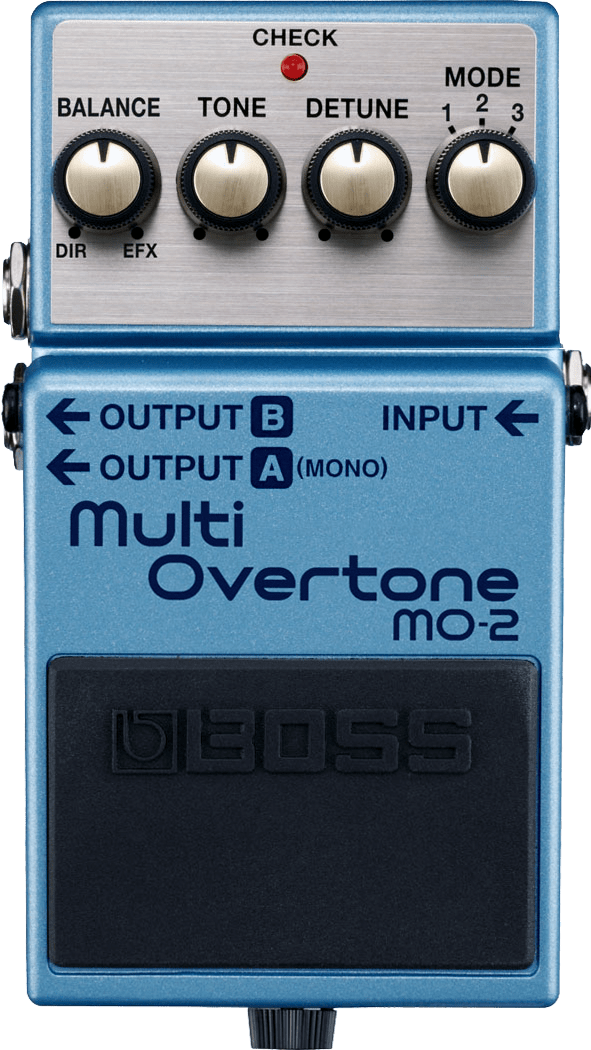 CHECK
BALANCE TONE DETUNE MODE
1 2 3
DIR EFX
OUTPUT B INPUT
OUTPUT A (MONO)
Multi
Overtone
MO-2
BOSS